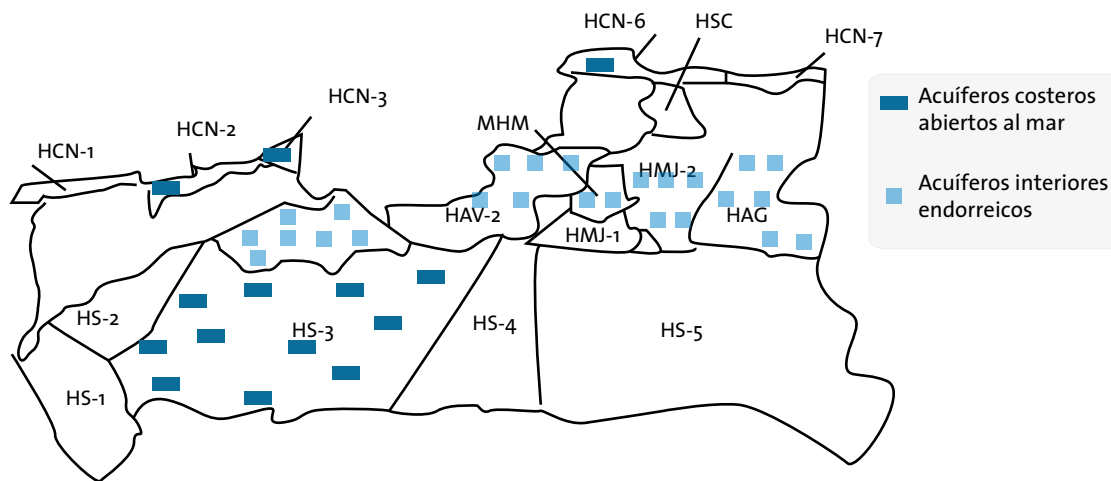 HCN-6
HSC
HCN-7
HCN-3
HCN-2
HCN-1
MHM
HMJ-2
HAV-2
HAG
HMJ-1
HS-2
HS-3
HS-4
HS-5
HS-1
Acuíferos costeros
abiertos al mar
Acuíferos interiores
endorreicos